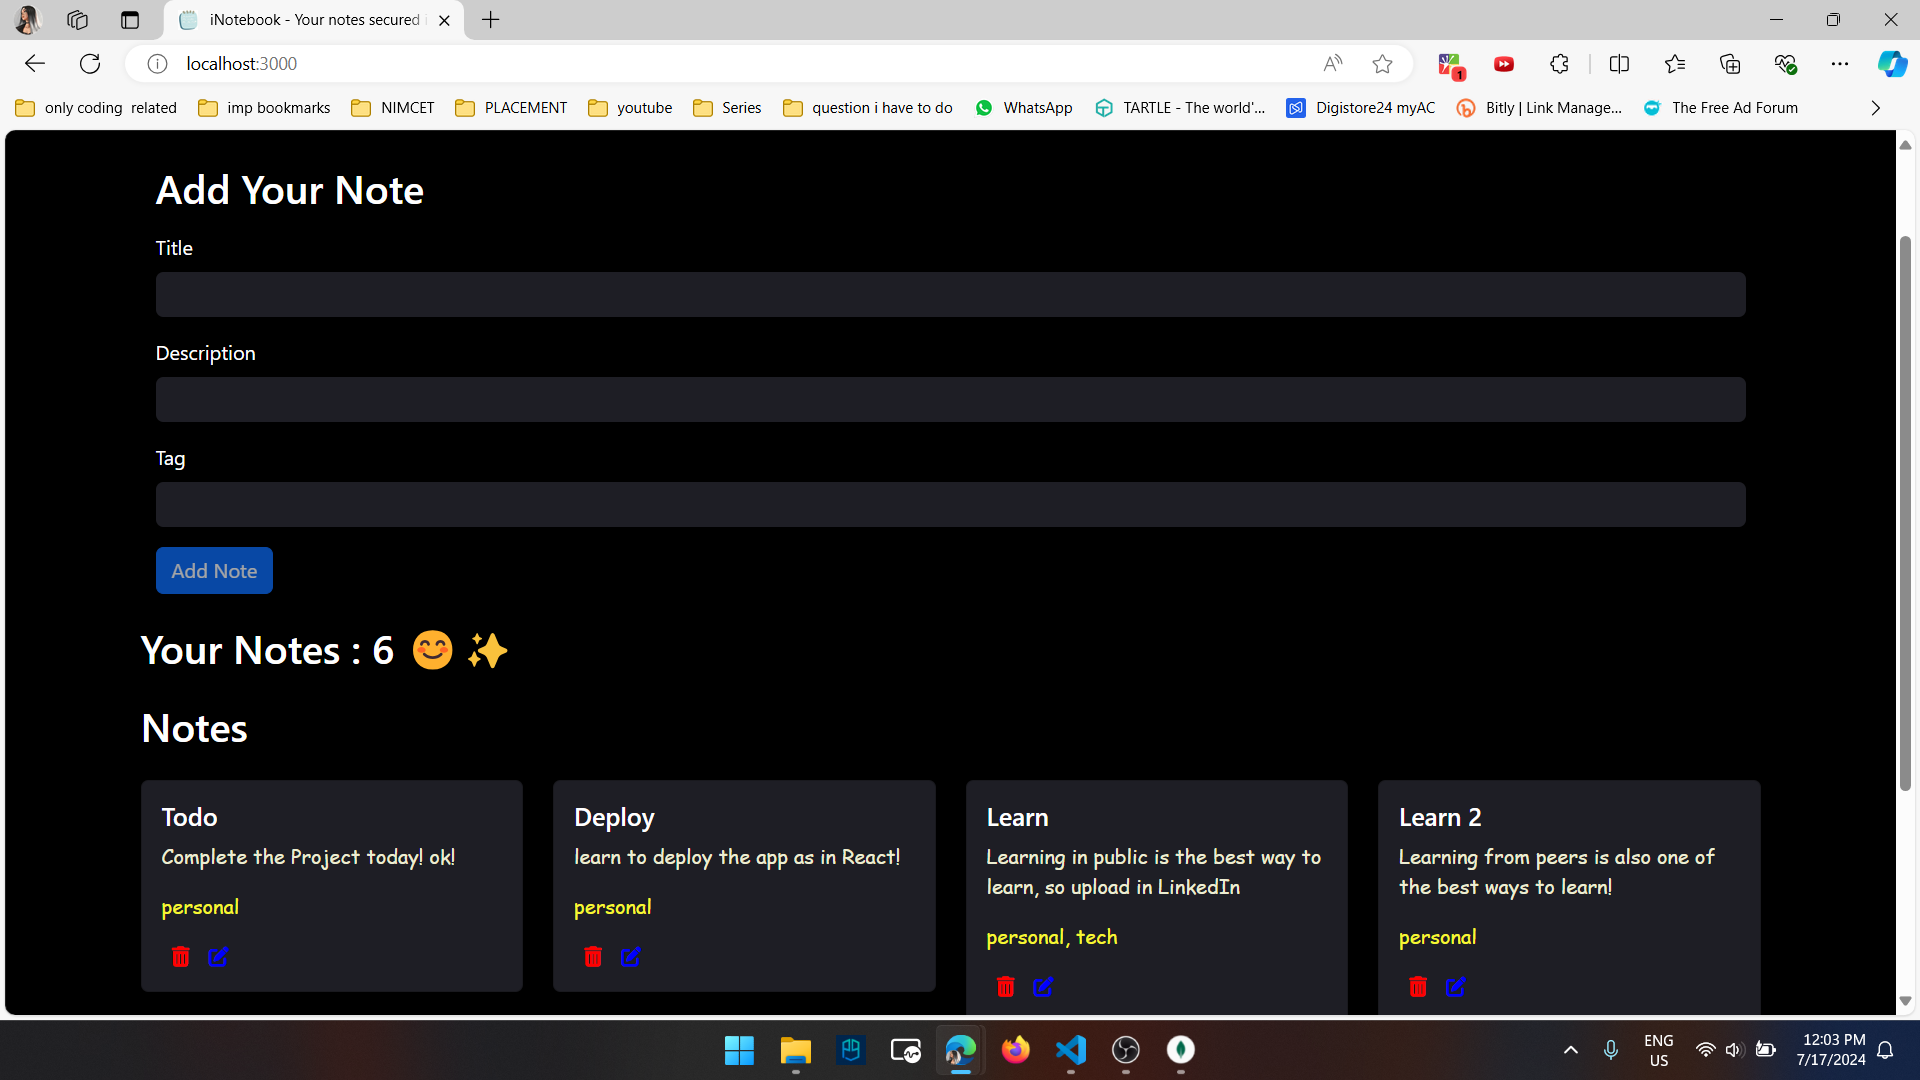 iNotebook - Your notes secured
localhost:3000
only coding related
imp bookmarks
NIMCET
PLACEMENT
youtube
Series
question i have to do
WhatsApp
TARTLE - The world'...
Digistore24 myAC
Bitly | Link Manage...
The Free Ad Forum
1
Add Your Note
Title
Description
Tag
Add Note
Your Notes : 6 😊 ✨
Notes
Todo
Complete the Project today! ok!
personal
Deploy
learn to deploy the app as in React!
personal
Learn
Learning in public is the best way to
learn, so upload in LinkedIn
personal, tech
Learn 2
Learning from peers is also one of
the best ways to learn!
personal
ENG
US
12:03 PM
7/17/2024